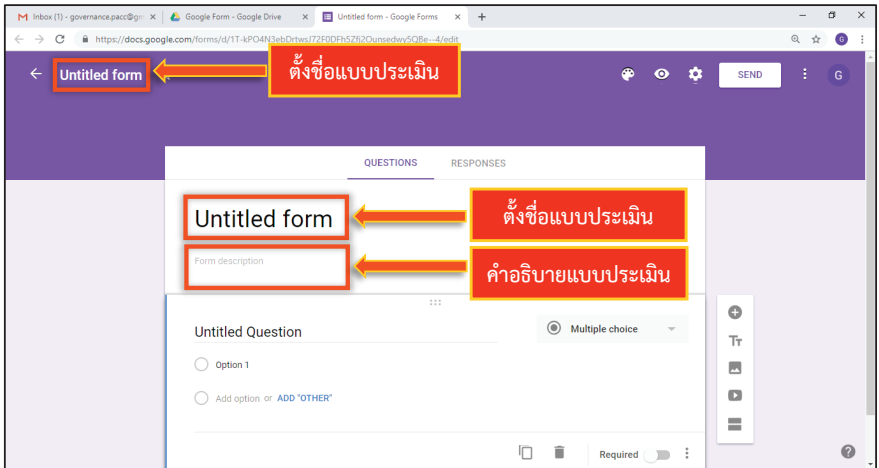 Inbox (1) - governance.pacc@gm
Google Form - Google Drive
Untitled form - Google Forms
https://docs.google.com/forms/d/1T-kPO4N3ebDrtwsJ72F0DFh5Zfi2Ounsedwy5QBe--4/edit
G
Untitled form
ตั้งชื่อแบบประเมิน
SEND
G
QUESTIONS
RESPONSES
Untitled form
ตั้งชื่อแบบประเมิน
Form description
คำอธิบายแบบประเมิน
Untitled Question
Multiple choice
Option 1
Add option or ADD "OTHER"
Tт
Required